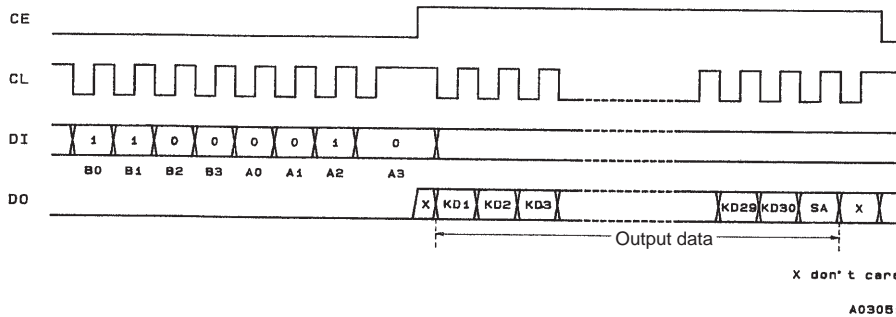 CE
CL
DI 1 1 0 0 0 0 1 0
B0 B1 B2 B3 A0 A1 A2 A3
DO X KD1 KD2 KD3 KD29 KD30 SA X
Output data
X don't care
A0305